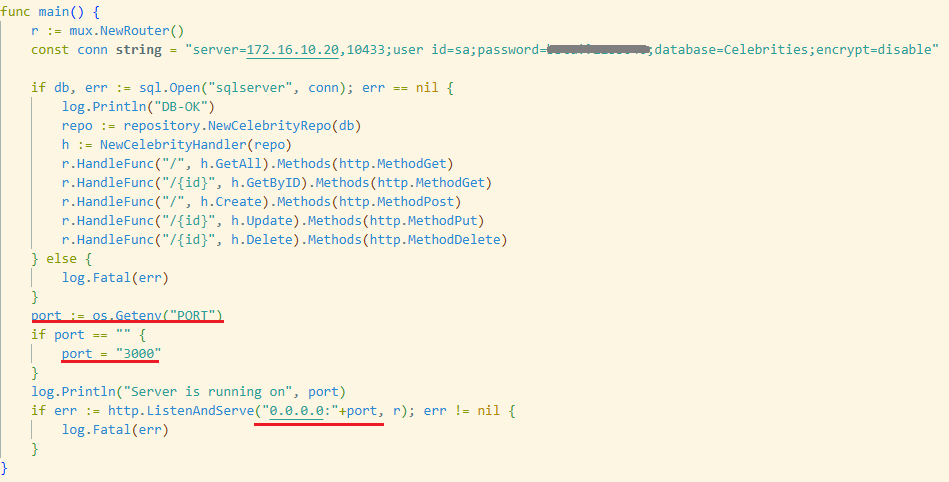 func main() {
r := mux.NewRouter()
const conn string = "server=172.16.10.20,10433;user id=sa;password=;database=Celebrities;encrypt=disable"
if db, err := sql.Open("sqlserver", conn); err == nil {
log.Println("DB-OK")
repo := repository.NewCelebrityRepo(db)
h := NewCelebrityHandler(repo)
r.HandleFunc("/", h.GetAll).Methods(http.MethodGet)
r.HandleFunc("/{id}", h.GetByID).Methods(http.MethodGet)
r.HandleFunc("/", h.Create).Methods(http.MethodPost)
r.HandleFunc("/{id}", h.Update).Methods(http.MethodPut)
r.HandleFunc("/{id}", h.Delete).Methods(http.MethodDelete)
} else {
log.Fatal(err)
}
port := os.Getenv("PORT")
if port == "" {
port = "3000"
}
log.Println("Server is running on", port)
if err := http.ListenAndServe("0.0.0.0:"+port, r); err != nil {
log.Fatal(err)
}
}